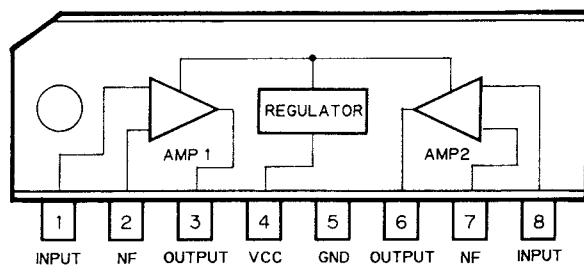 REGULATOR
AMP 1 AMP2
1 2 3 4 5 6 7 8
INPUT NF OUTPUT VCC GND OUTPUT NF INPUT